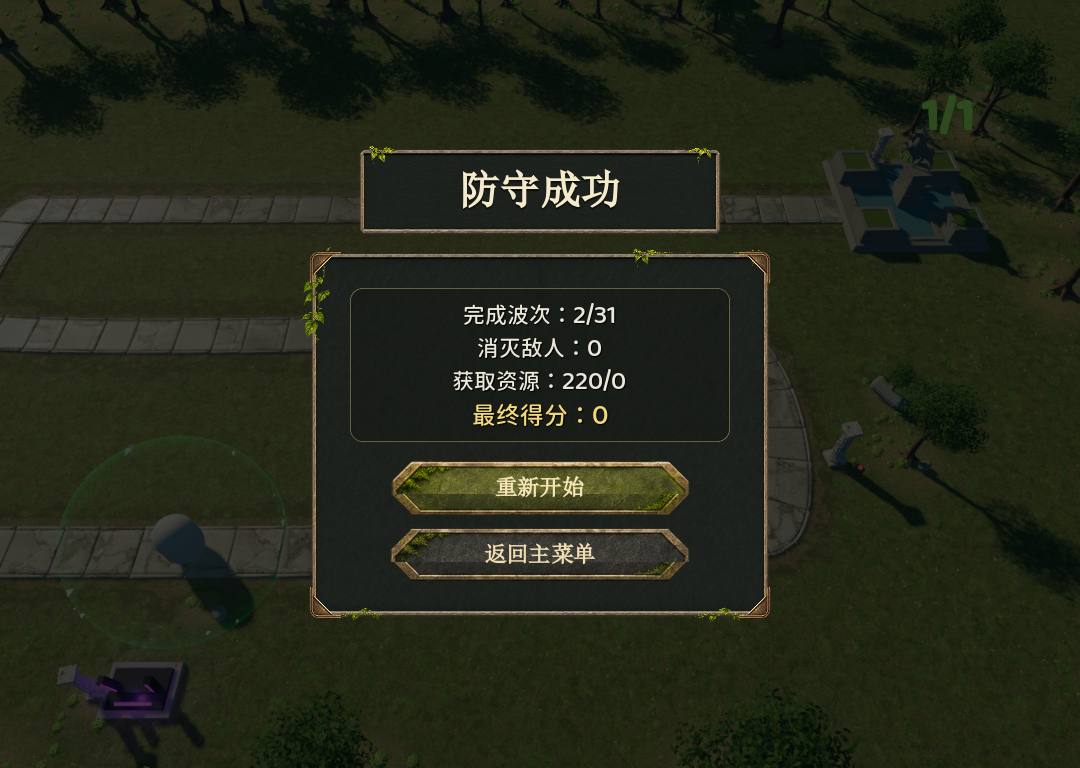 1/1
防守成功
完成波次：2/31
消灭敌人：0
获取资源：220/0
最终得分：0
重新开始
返回主菜单